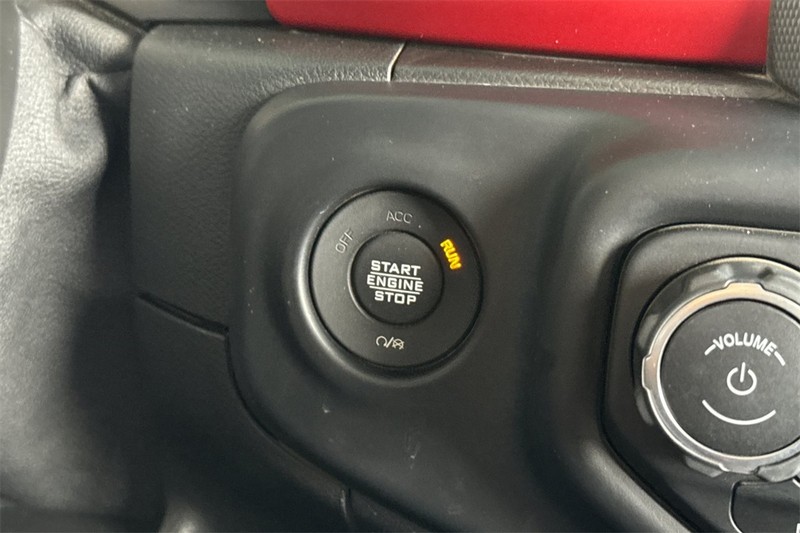 ACC
OFF
RUN
START
ENGINE
STOP
VOLUME